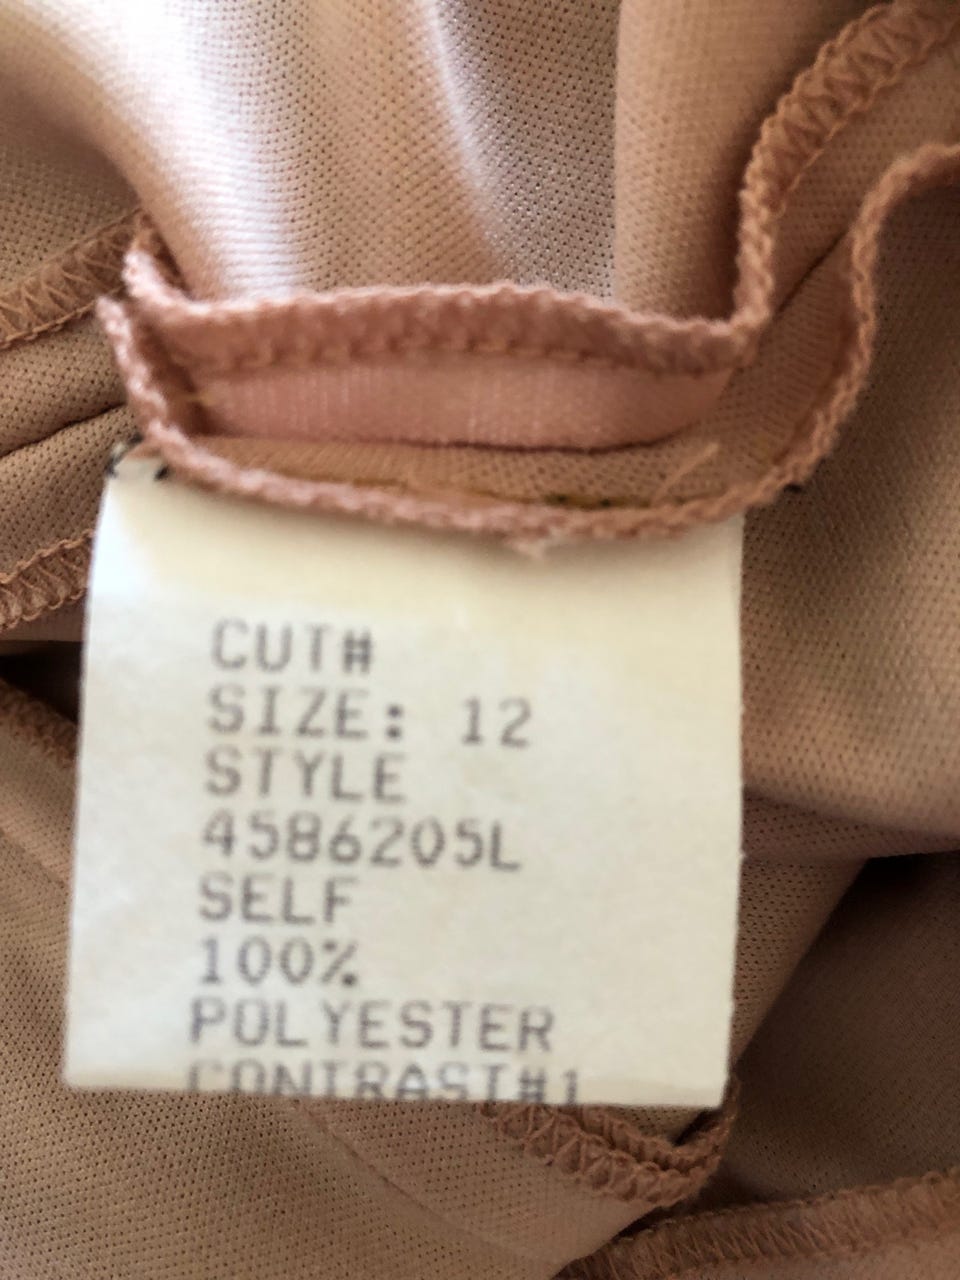 CUT#
SIZE: 12
STYLE
4586205L
SELF
100%
POLYESTER
CONTRAST#1